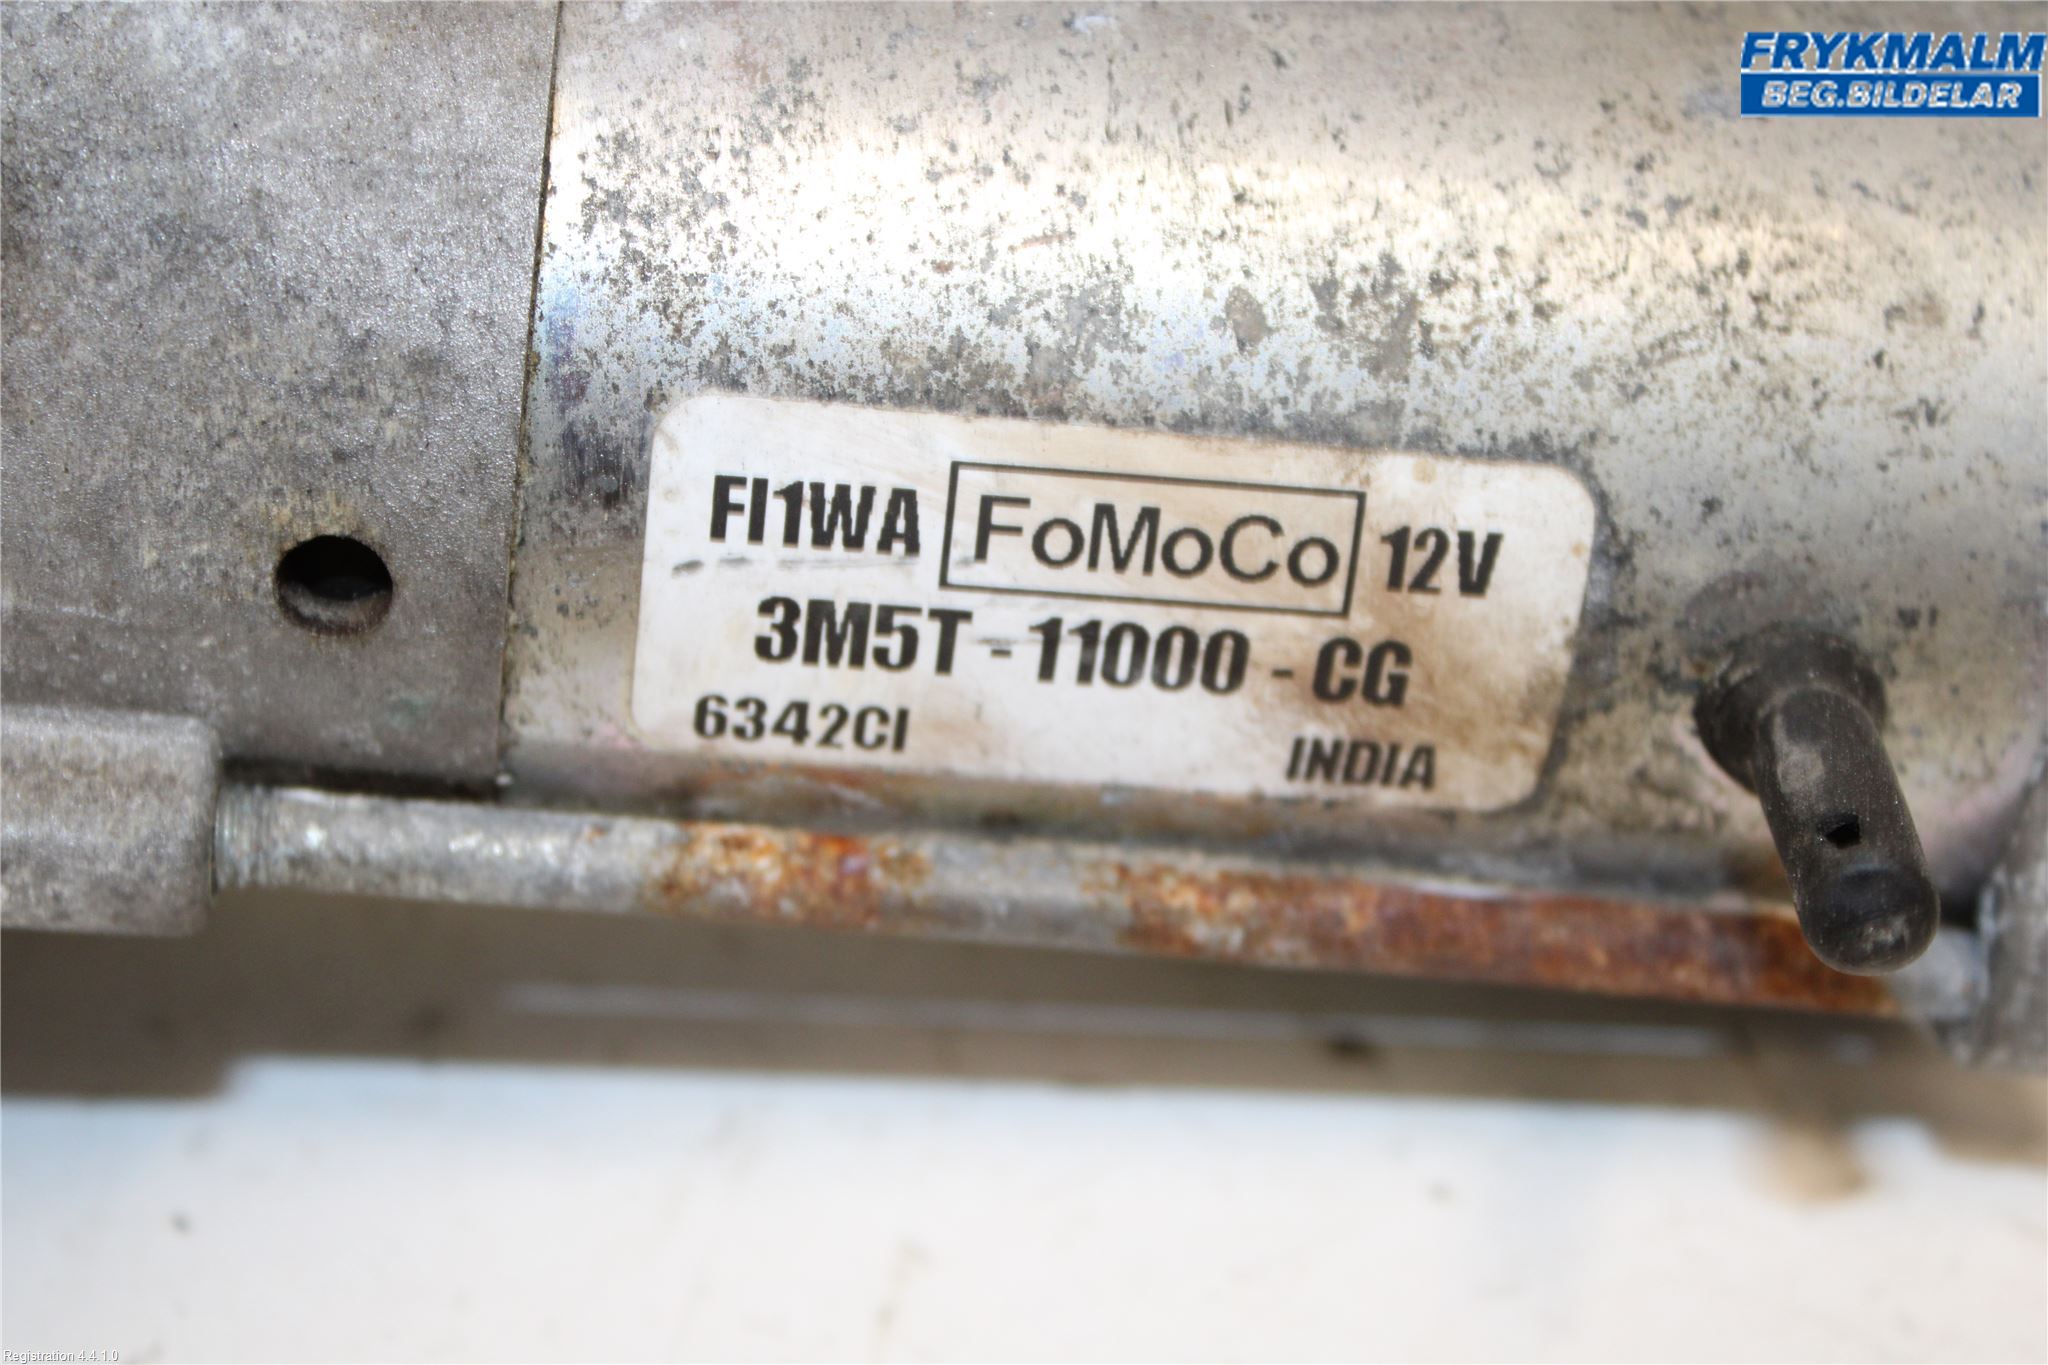 FRYKMALM
BEG.BILDELAR
FI1WA FoMoCo 12V
3M5T-11000-CG
6342CI
INDIA
Registration 4.4.1.0